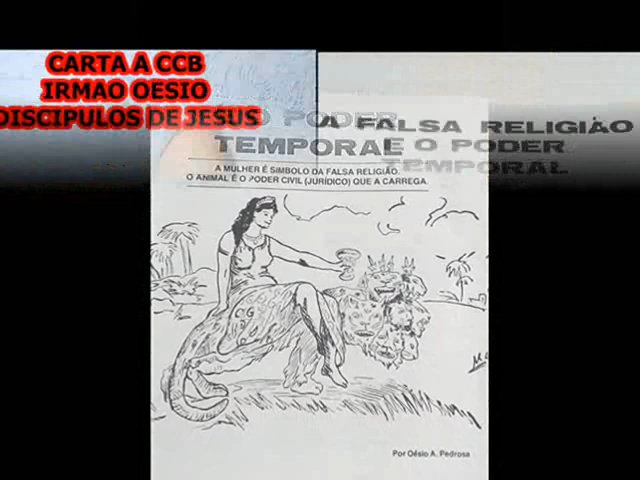 CARTA A CCB
IRMAO OESIO
DISCIPULOS DE JESUS
O PODER
TEMPORAL
A FALSA RELIGIÃO
E O PODER
TEMPORAL
A MULHER É SIMBOLO DA FALSA RELIGIÃO.
O ANIMAL É O PODER CIVIL (JURÍDICO) QUE A CARREGA.
Por Oésio A. Pedrosa